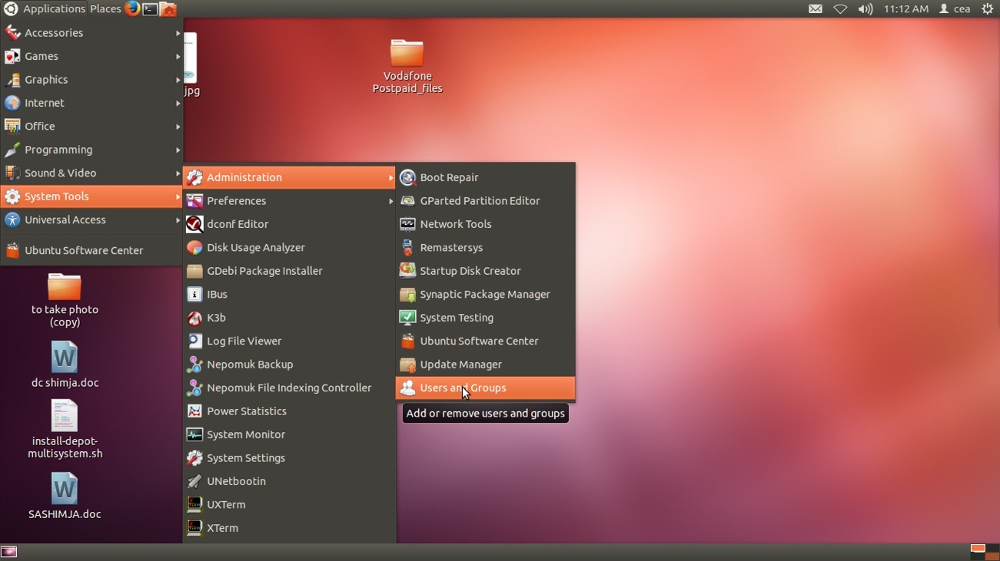 Applications Places
11:12 AM cea
Accessories
Games
Graphics
Internet
Office
Programming
Sound & Video
System Tools
Universal Access
Ubuntu Software Center
jpg
Vodafone
Postpaid_files
Administration
Preferences
dconf Editor
Disk Usage Analyzer
GDebi Package Installer
IBus
K3b
Log File Viewer
Nepomuk Backup
Nepomuk File Indexing Controller
Power Statistics
System Monitor
System Settings
UNetbootin
UXTerm
XTerm
Boot Repair
GParted Partition Editor
Network Tools
Remastersys
Startup Disk Creator
Synaptic Package Manager
System Testing
Ubuntu Software Center
Update Manager
Users and Groups
Add or remove users and groups
to take photo
(copy)
dc shimja.doc
install-depot-
multisystem.sh
SASHIMJA.doc